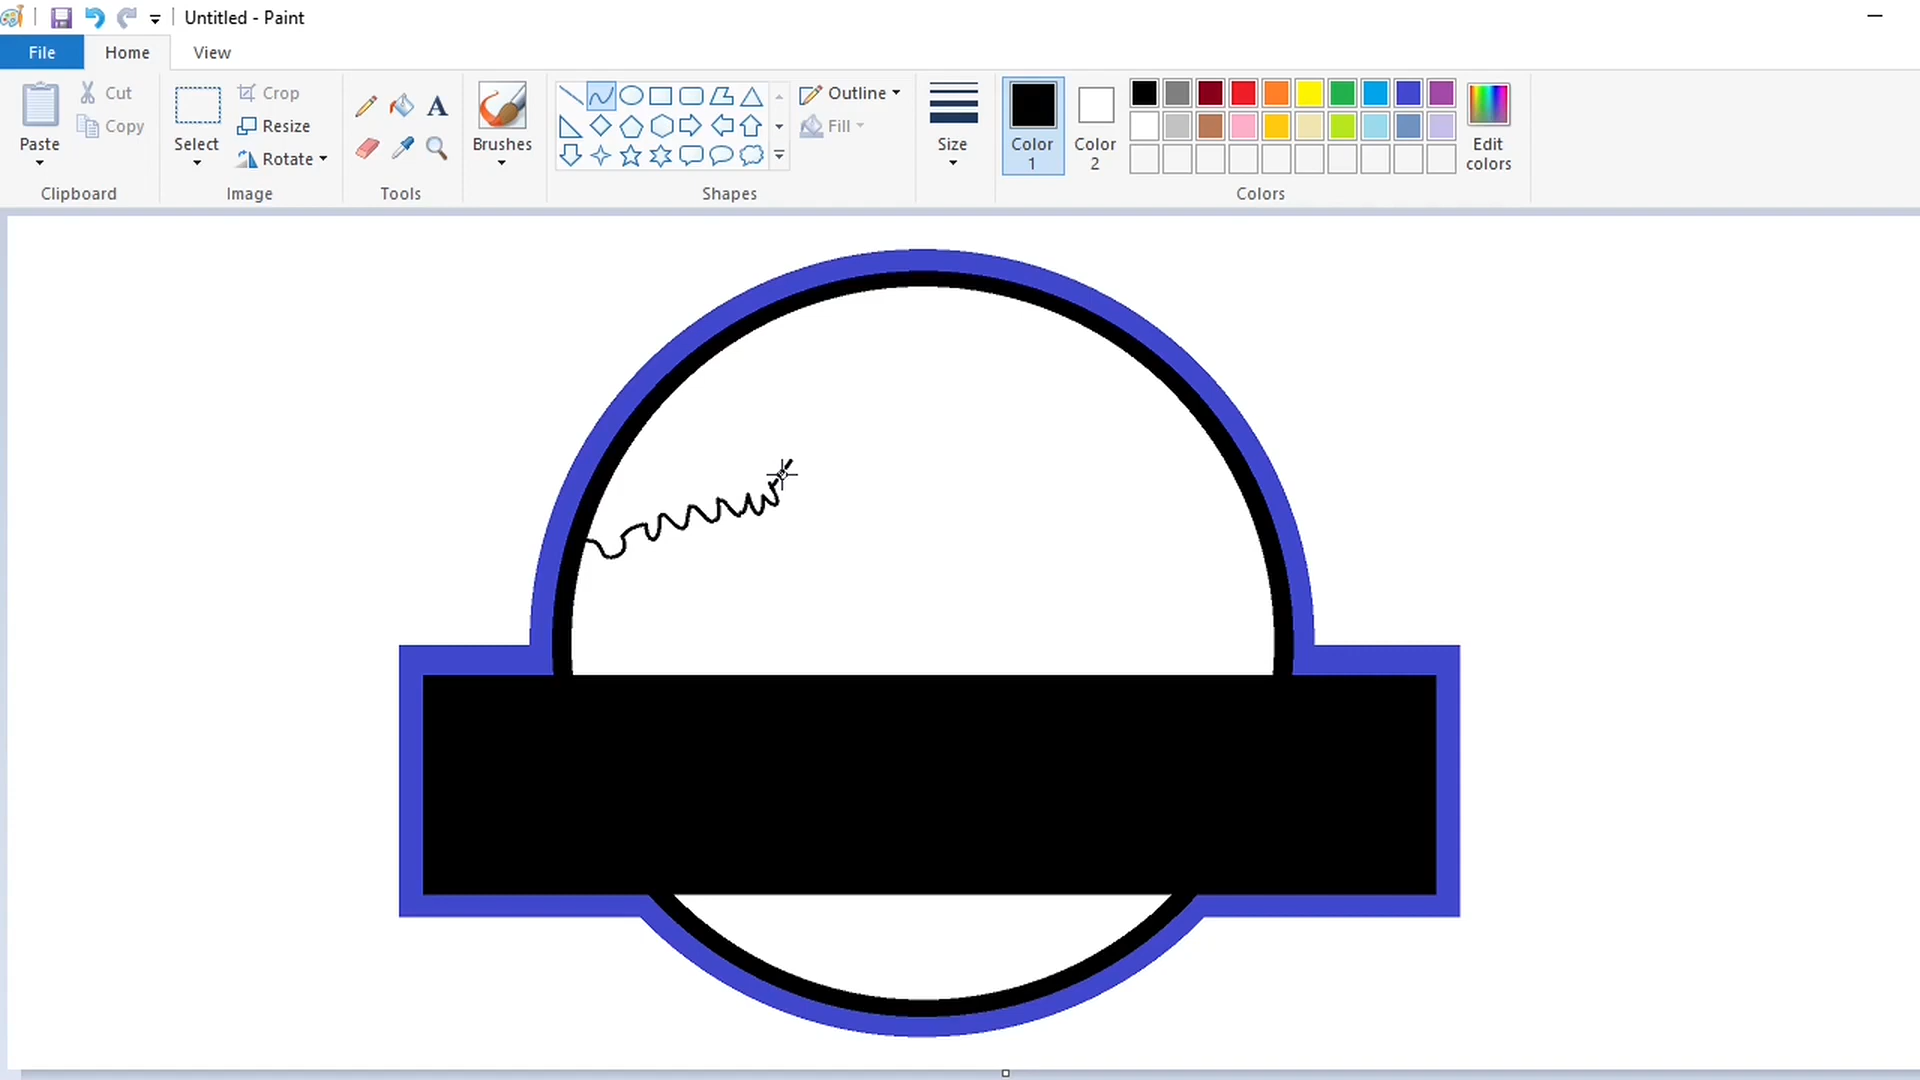 Untitled - Paint
File Home View
Paste Cut Copy Clipboard
Select Crop Resize Rotate Image
A Tools
Brushes
Outline Fill Shapes
Size
Color 1 Color 2 Edit colors Colors